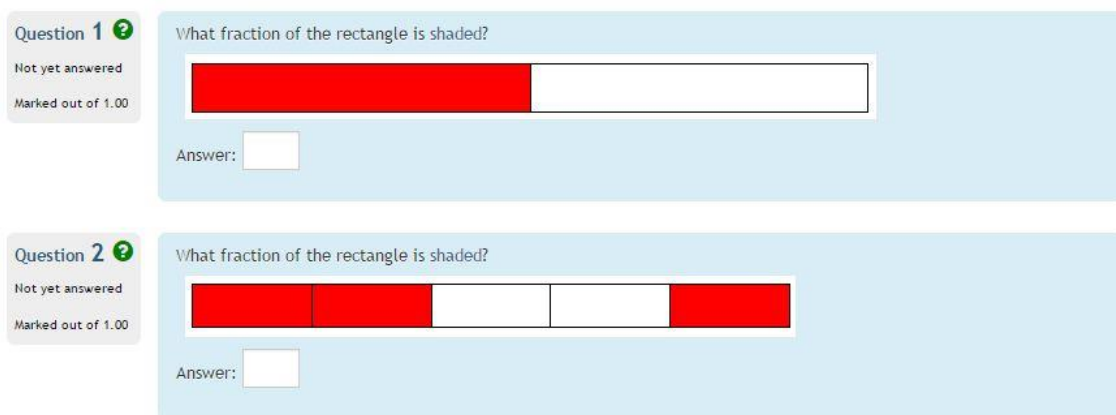 Question 1
Not yet answered
Marked out of 1.00
What fraction of the rectangle is shaded?
Answer:
Question 2
Not yet answered
Marked out of 1.00
What fraction of the rectangle is shaded?
Answer: